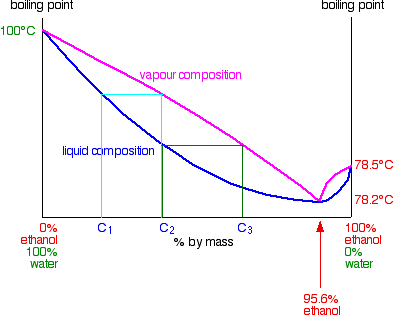 boiling point
boiling point
100°C
vapour composition
liquid composition
78.5°C
78.2°C
0%
ethanol
100%
water
C1
C2
C3
% by mass
100%
ethanol
0%
water
95.6%
ethanol